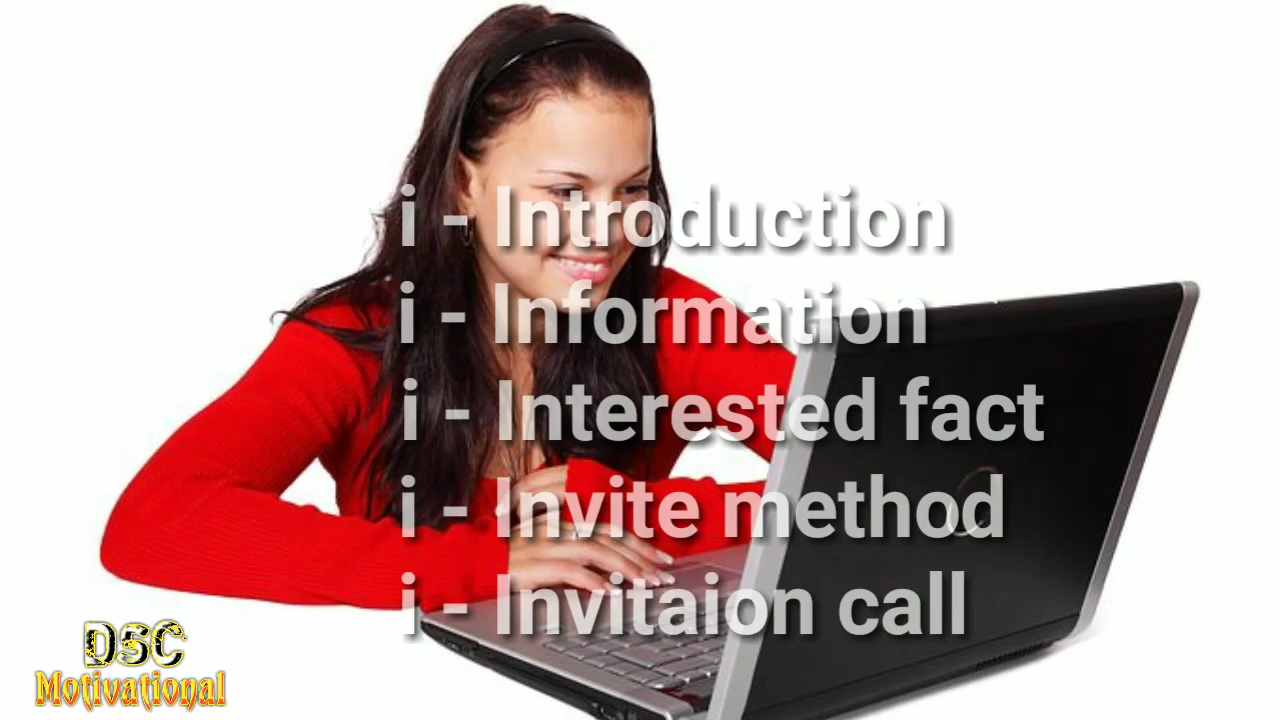 i - Introduction
i - Information
i - Interested fact
i - Invite method
i - Invitaion call
DSC
Motivational